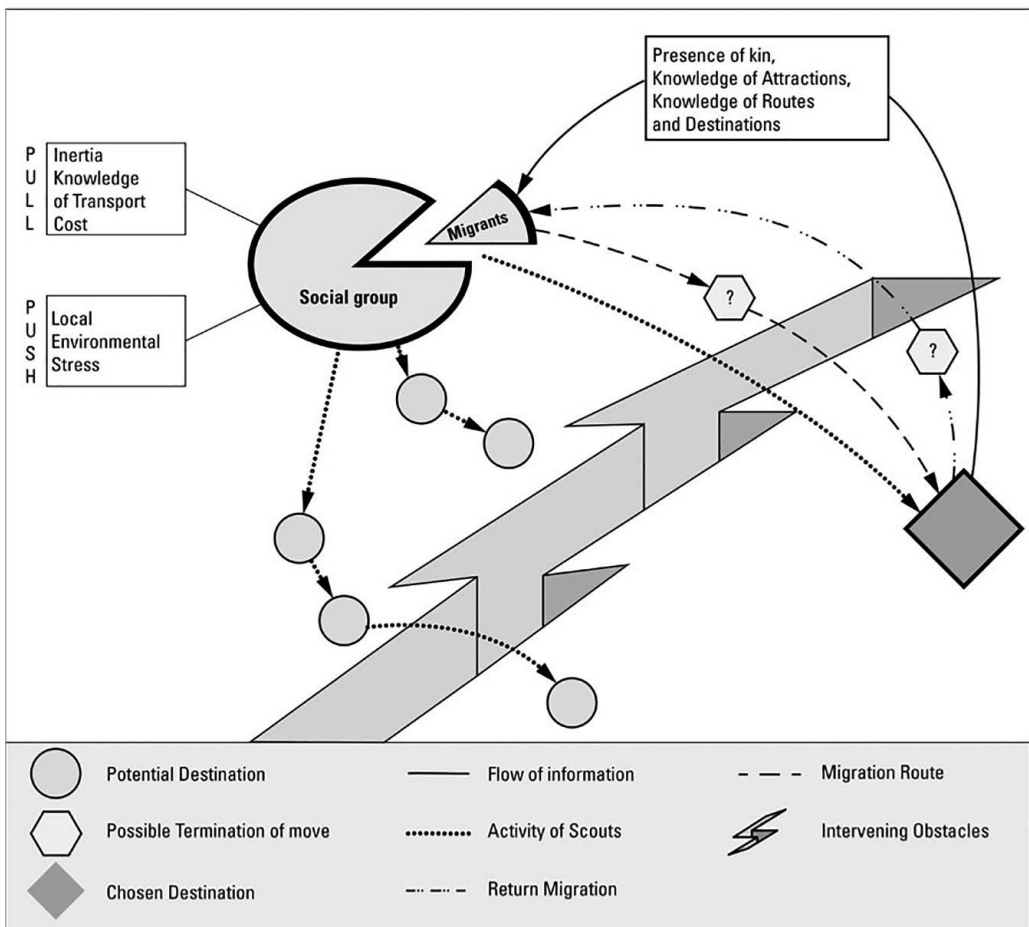 Presence of kin,
Knowledge of Attractions,
Knowledge of Routes
and Destinations
PULL
Inertia
Knowledge
of Transport
Cost
Migrants
Social group
PUSH
Local
Environmental
Stress
?
?
Potential Destination
Flow of information
Migration Route
Possible Termination of move
Activity of Scouts
Intervening Obstacles
Chosen Destination
Return Migration